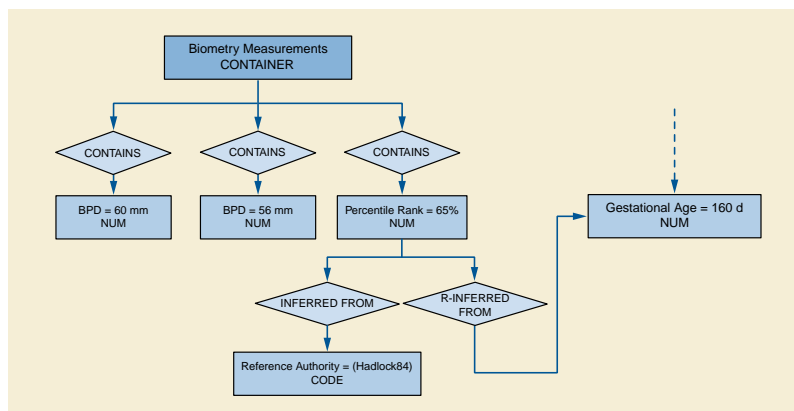 Biometry Measurements
CONTAINER
CONTAINS
CONTAINS
CONTAINS
BPD = 60 mm
NUM
BPD = 56 mm
NUM
Percentile Rank = 65%
NUM
Gestational Age = 160 d
NUM
INFERRED FROM
R-INFERRED
FROM
Reference Authority = (Hadlock84)
CODE